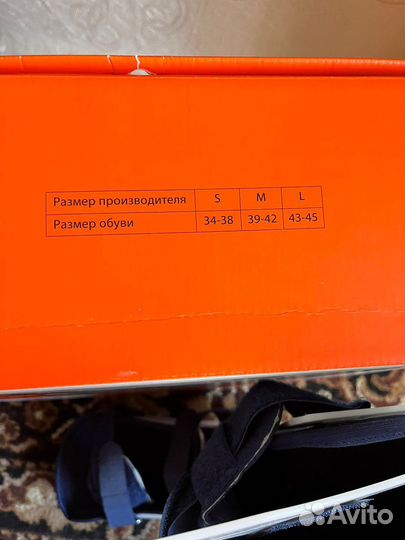 Размер производителя S M L
Размер обуви 34-38 39-42 43-45
Avito